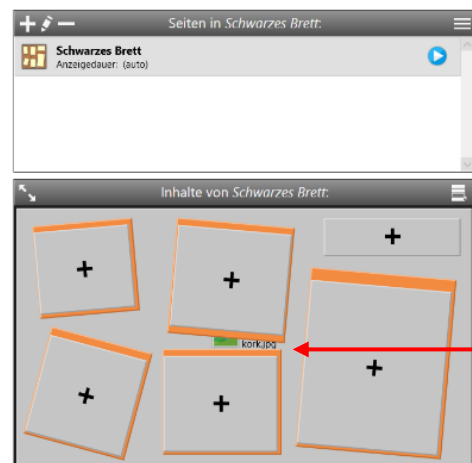 Seiten in Schwarzes Brett:
Schwarzes Brett
Anzeigedauer: (auto)
Inhalte von Schwarzes Brett:
kork.jpg